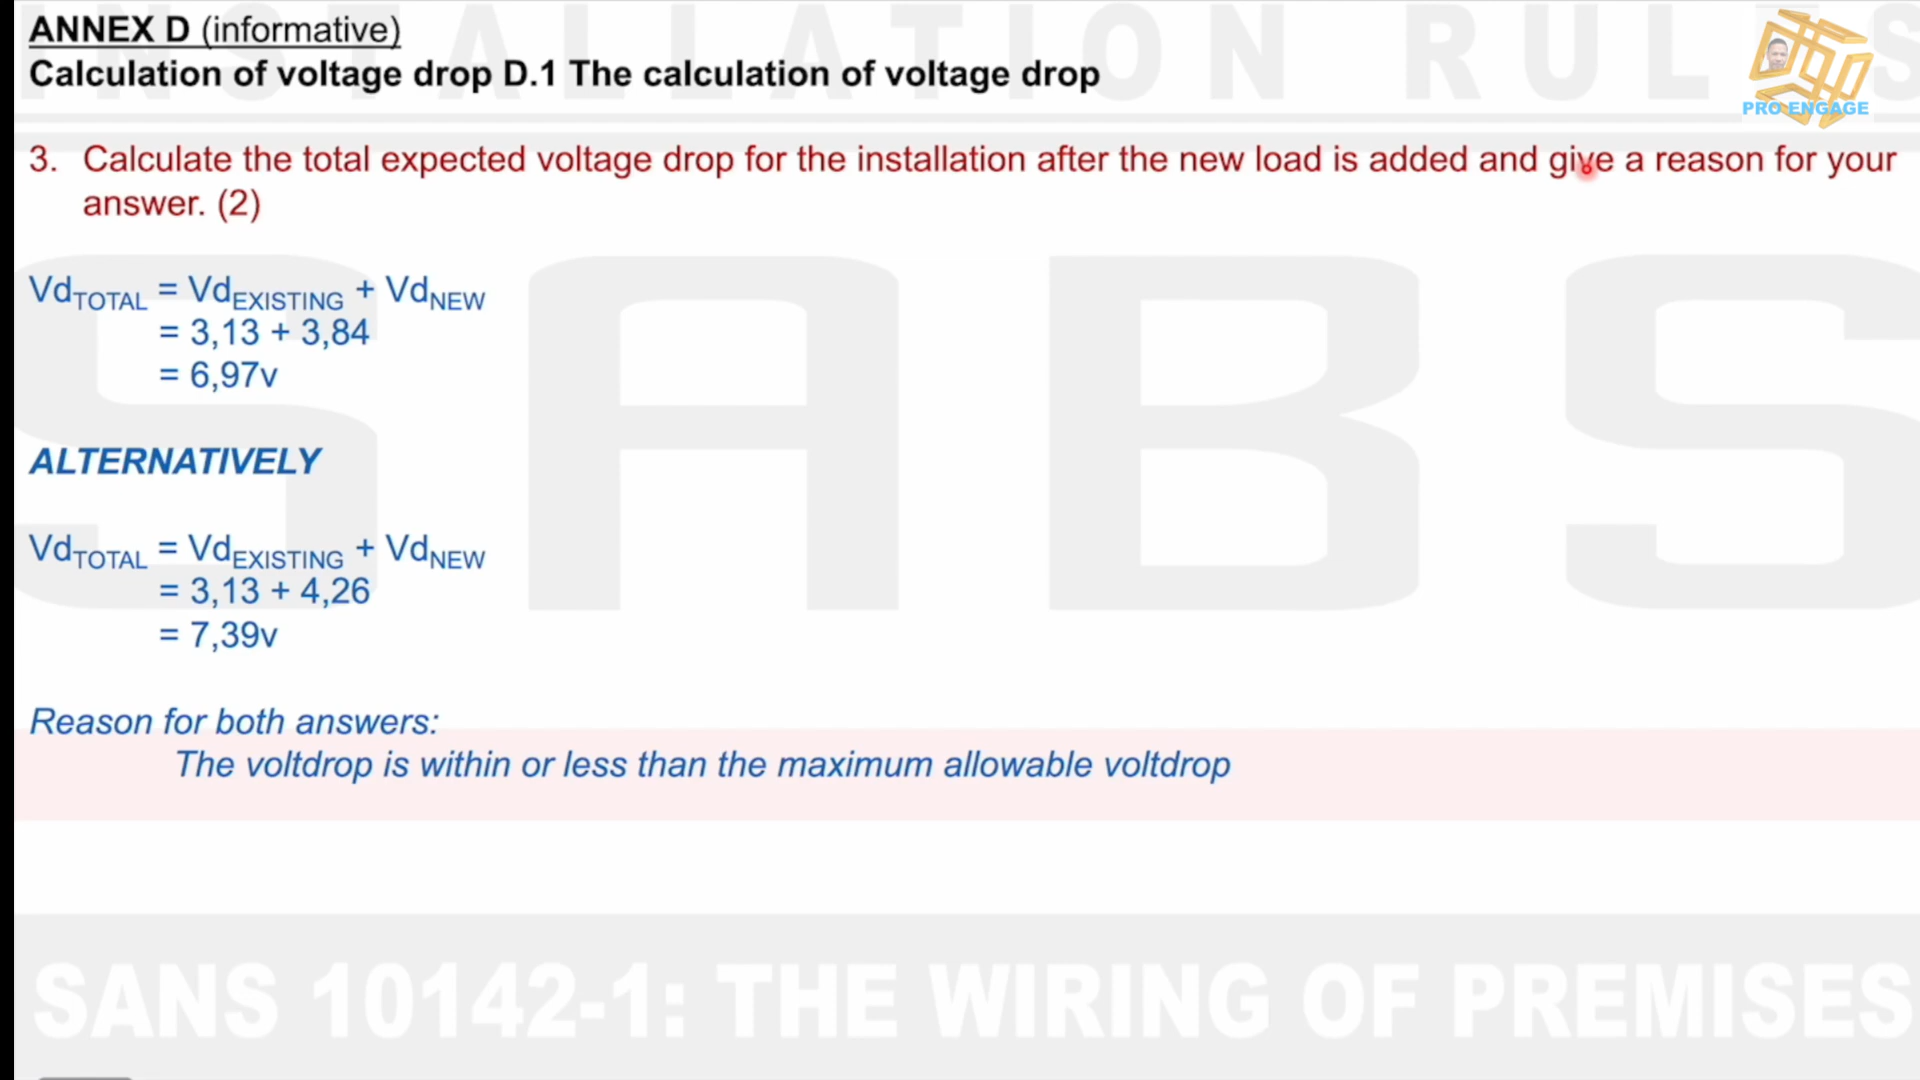 INSTALLATION RULES
ANNEX D (informative)
Calculation of voltage drop D.1 The calculation of voltage drop
PRO ENGAGE
3. Calculate the total expected voltage drop for the installation after the new load is added and give a reason for your
answer. (2)
SABS
VdTOTAL = VdEXISTING + VdNEW
= 3,13 + 3,84
= 6,97v
ALTERNATIVELY
VdTOTAL = VdEXISTING + VdNEW
= 3,13 + 4,26
= 7,39v
Reason for both answers:
The voltdrop is within or less than the maximum allowable voltdrop
SANS 10142-1: THE WIRING OF PREMISES